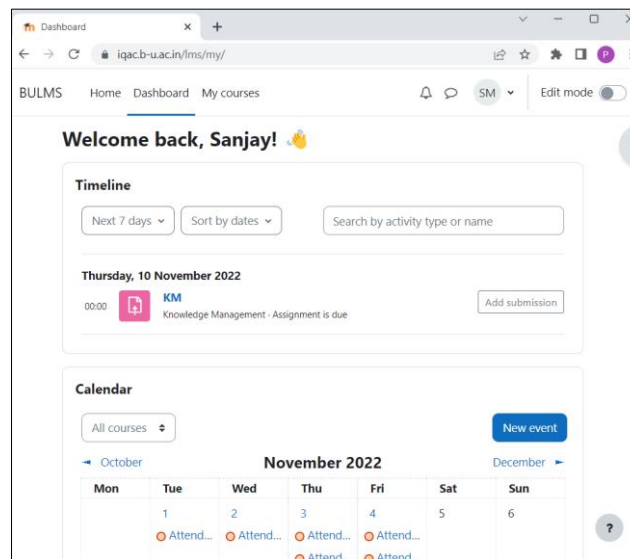 Dashboard
iqac.b-u.ac.in/lms/my/
P
BULMS Home Dashboard My courses SM Edit mode
Welcome back, Sanjay! 👋
Timeline
Next 7 days Sort by dates Search by activity type or name
Thursday, 10 November 2022
00:00 KM Add submission
Knowledge Management - Assignment is due
Calendar
All courses New event
◄ October November 2022 December ►
Mon Tue Wed Thu Fri Sat Sun
1 2 3 4 5 6
Attend... Attend... Attend... Attend...
Attend... Attend...
?